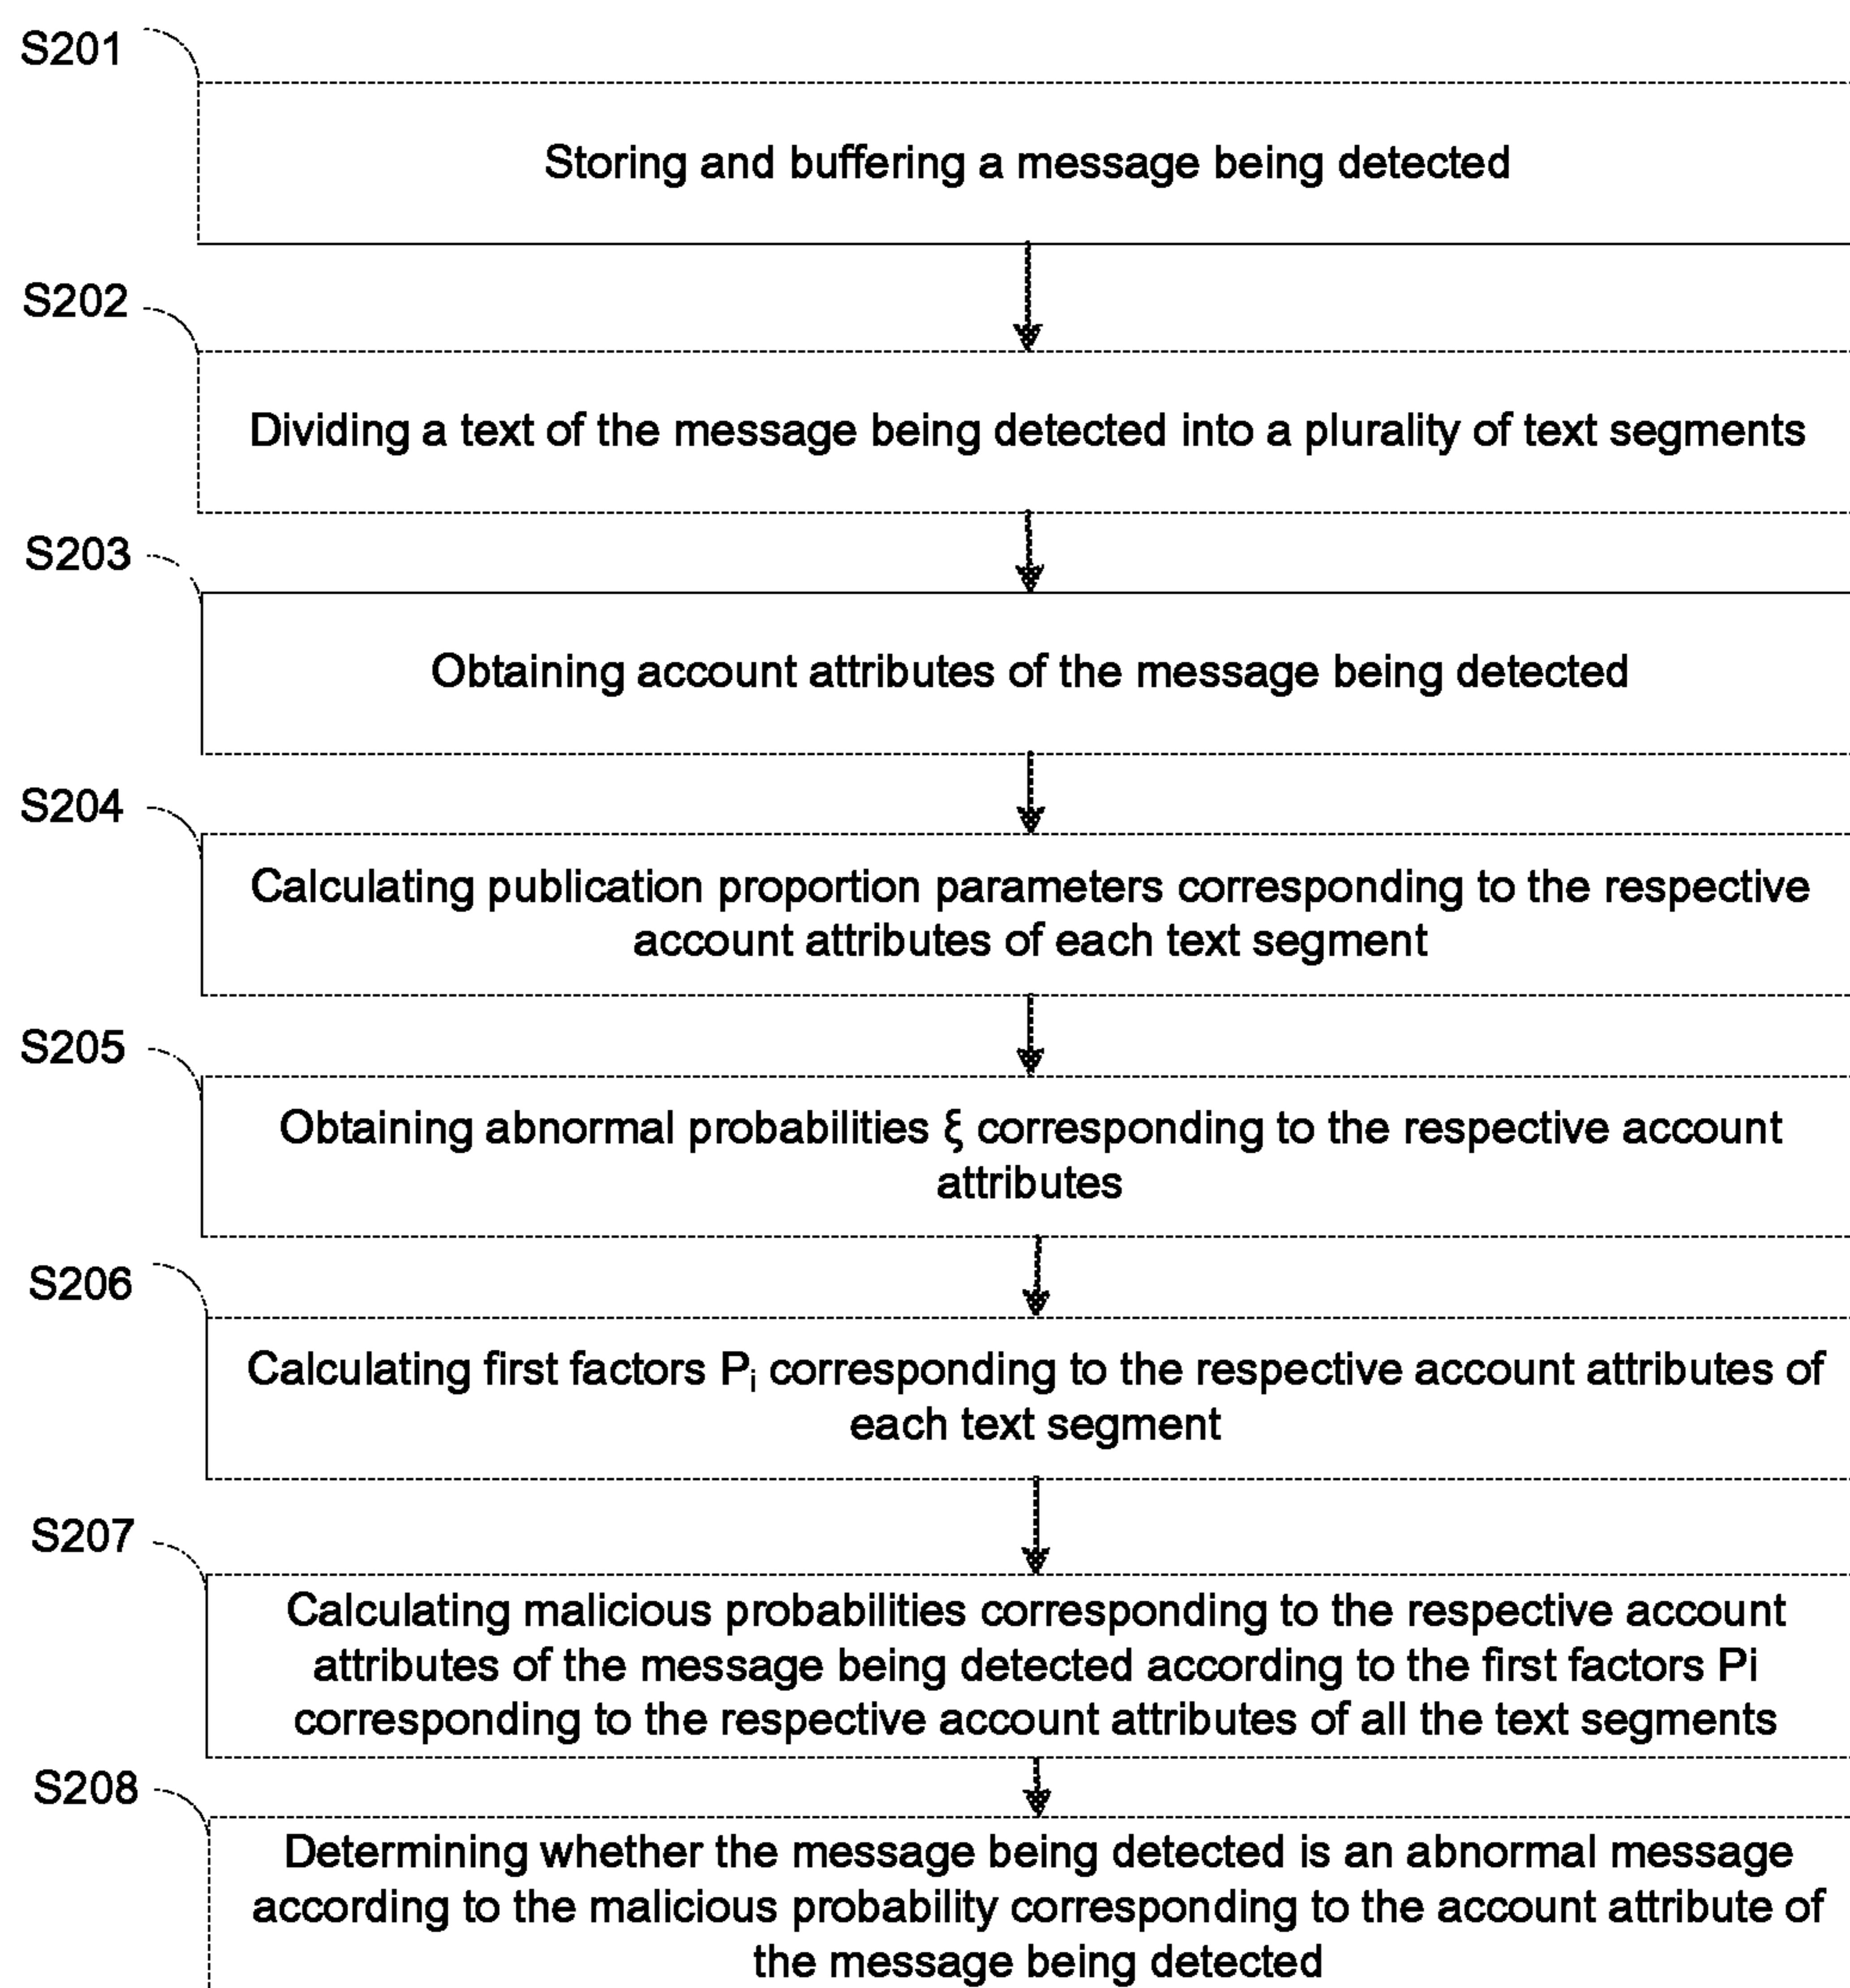 S201
Storing and buffering a message being detected
S202
Dividing a text of the message being detected into a plurality of text segments
S203
Obtaining account attributes of the message being detected
S204
Calculating publication proportion parameters corresponding to the respective
account attributes of each text segment
S205
Obtaining abnormal probabilities ξ corresponding to the respective account
attributes
S206
Calculating first factors Pᵢ corresponding to the respective account attributes of
each text segment
S207
Calculating malicious probabilities corresponding to the respective account
attributes of the message being detected according to the first factors Pi
corresponding to the respective account attributes of all the text segments
S208
Determining whether the message being detected is an abnormal message
according to the malicious probability corresponding to the account attribute of
the message being detected